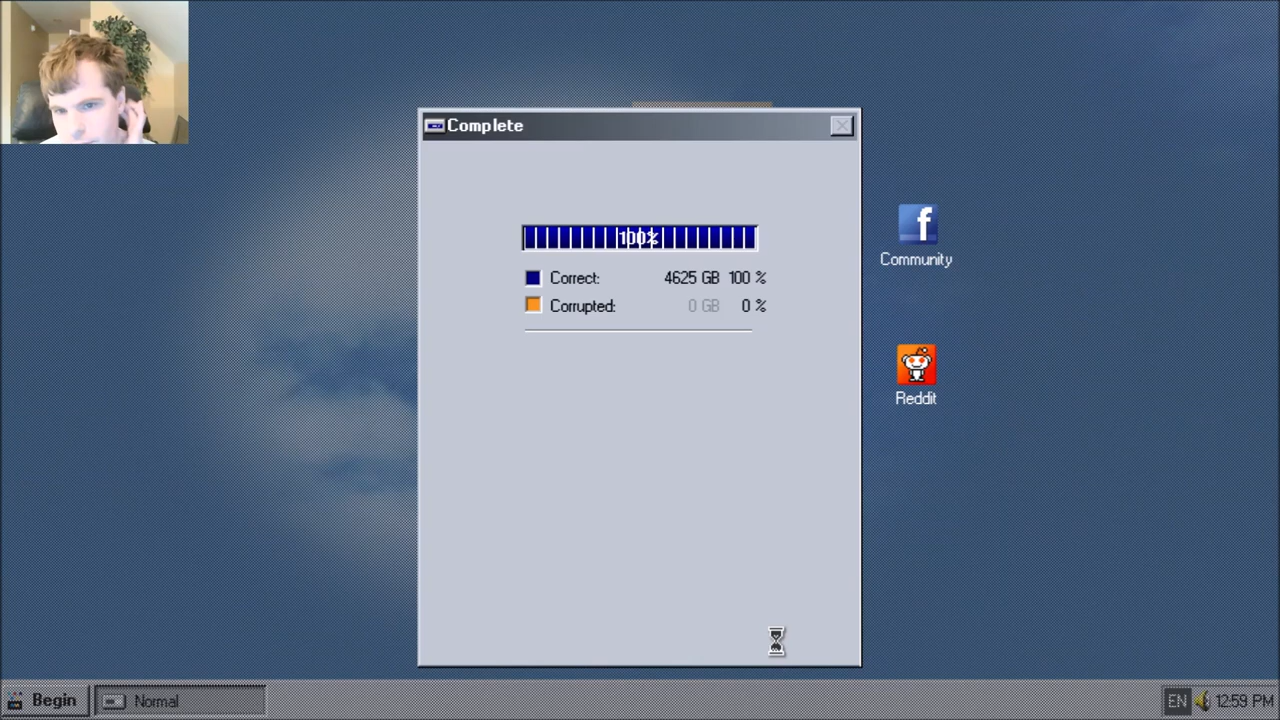 Complete
100%
Correct: 4625 GB 100 %
Corrupted: 0 GB 0 %
f
Community
Reddit
Begin
Normal
EN 12:59 PM